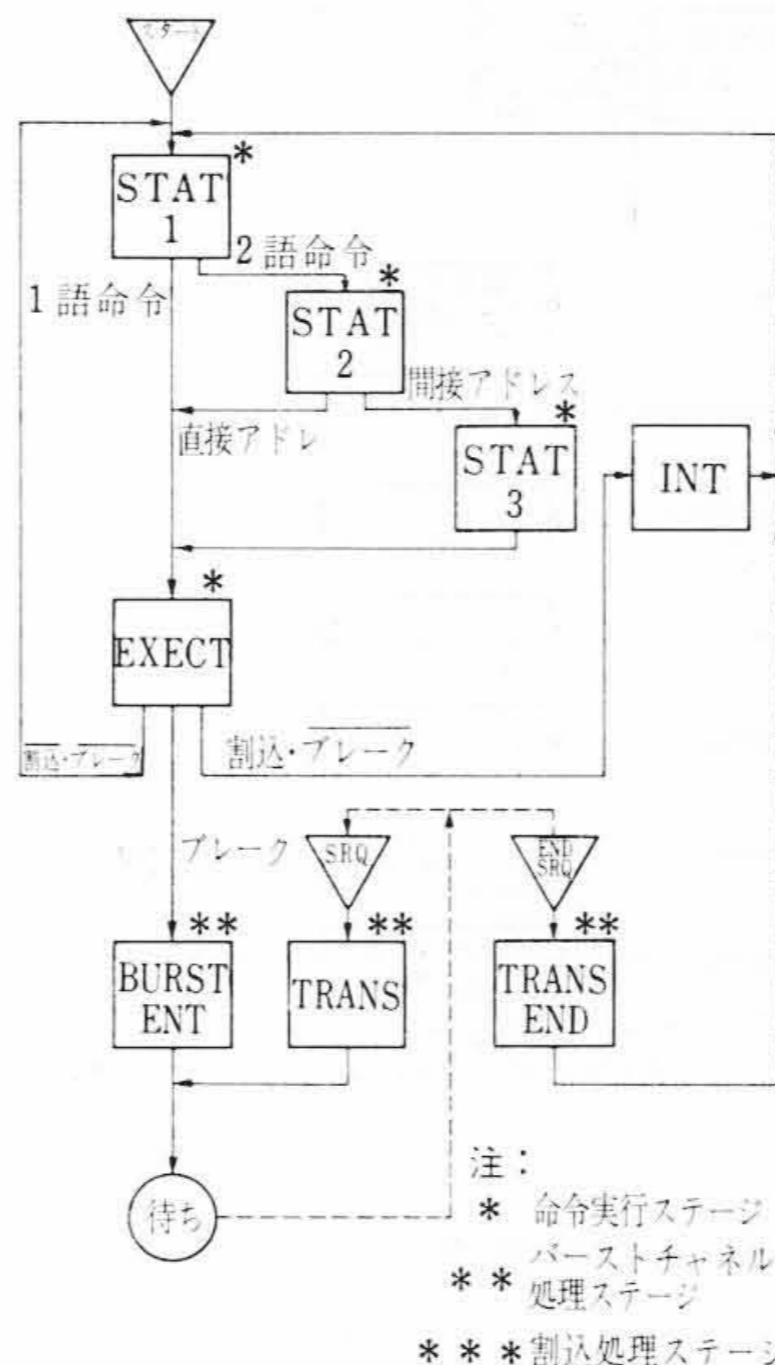 スタート
STAT *
1
2語命令
1語命令
STAT *
2
間接アドレス
直接アドレ
STAT *
3
INT
EXECT *
割込・ブレーク
割込・ブレーク
ブレーク
SRQ
END
SRQ
BURST **
ENT
TRANS **
TRANS **
END
待ち
注：
* 命令実行ステージ
** バーストチャネル
処理ステージ
*** 割込処理ステージ